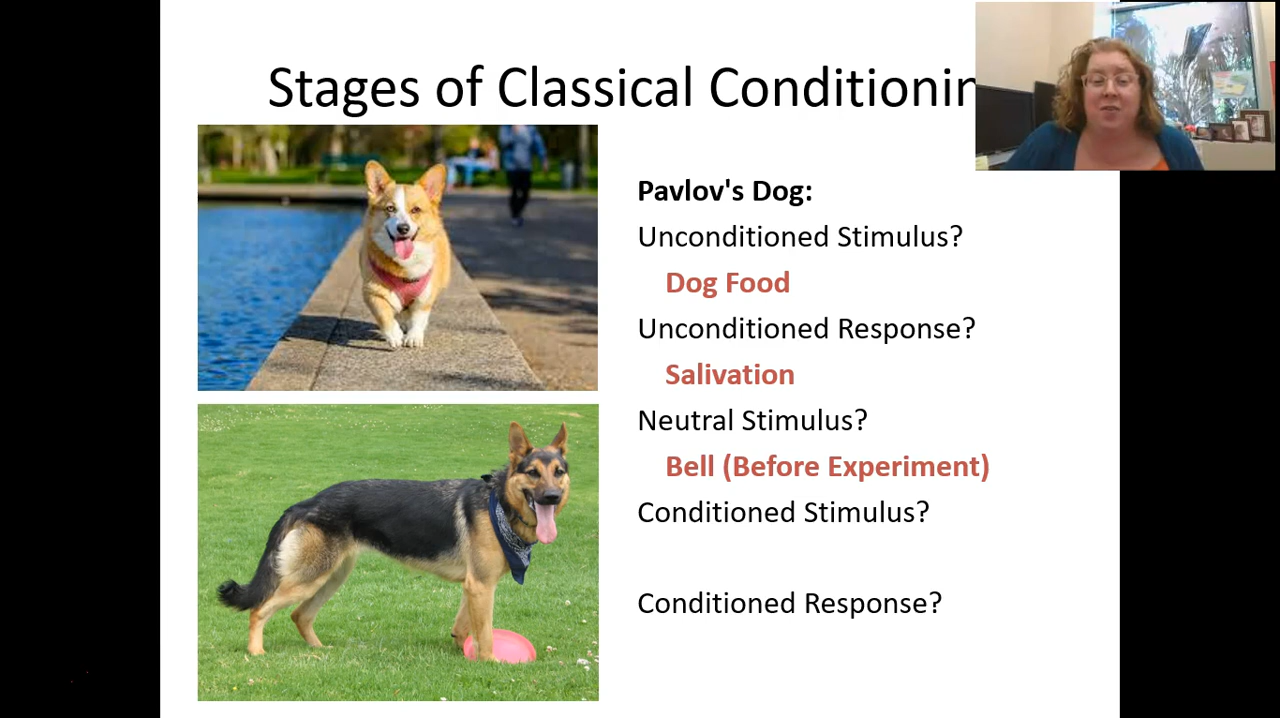 Stages of Classical Conditionin
Pavlov's Dog:
Unconditioned Stimulus?
Dog Food
Unconditioned Response?
Salivation
Neutral Stimulus?
Bell (Before Experiment)
Conditioned Stimulus?
Conditioned Response?